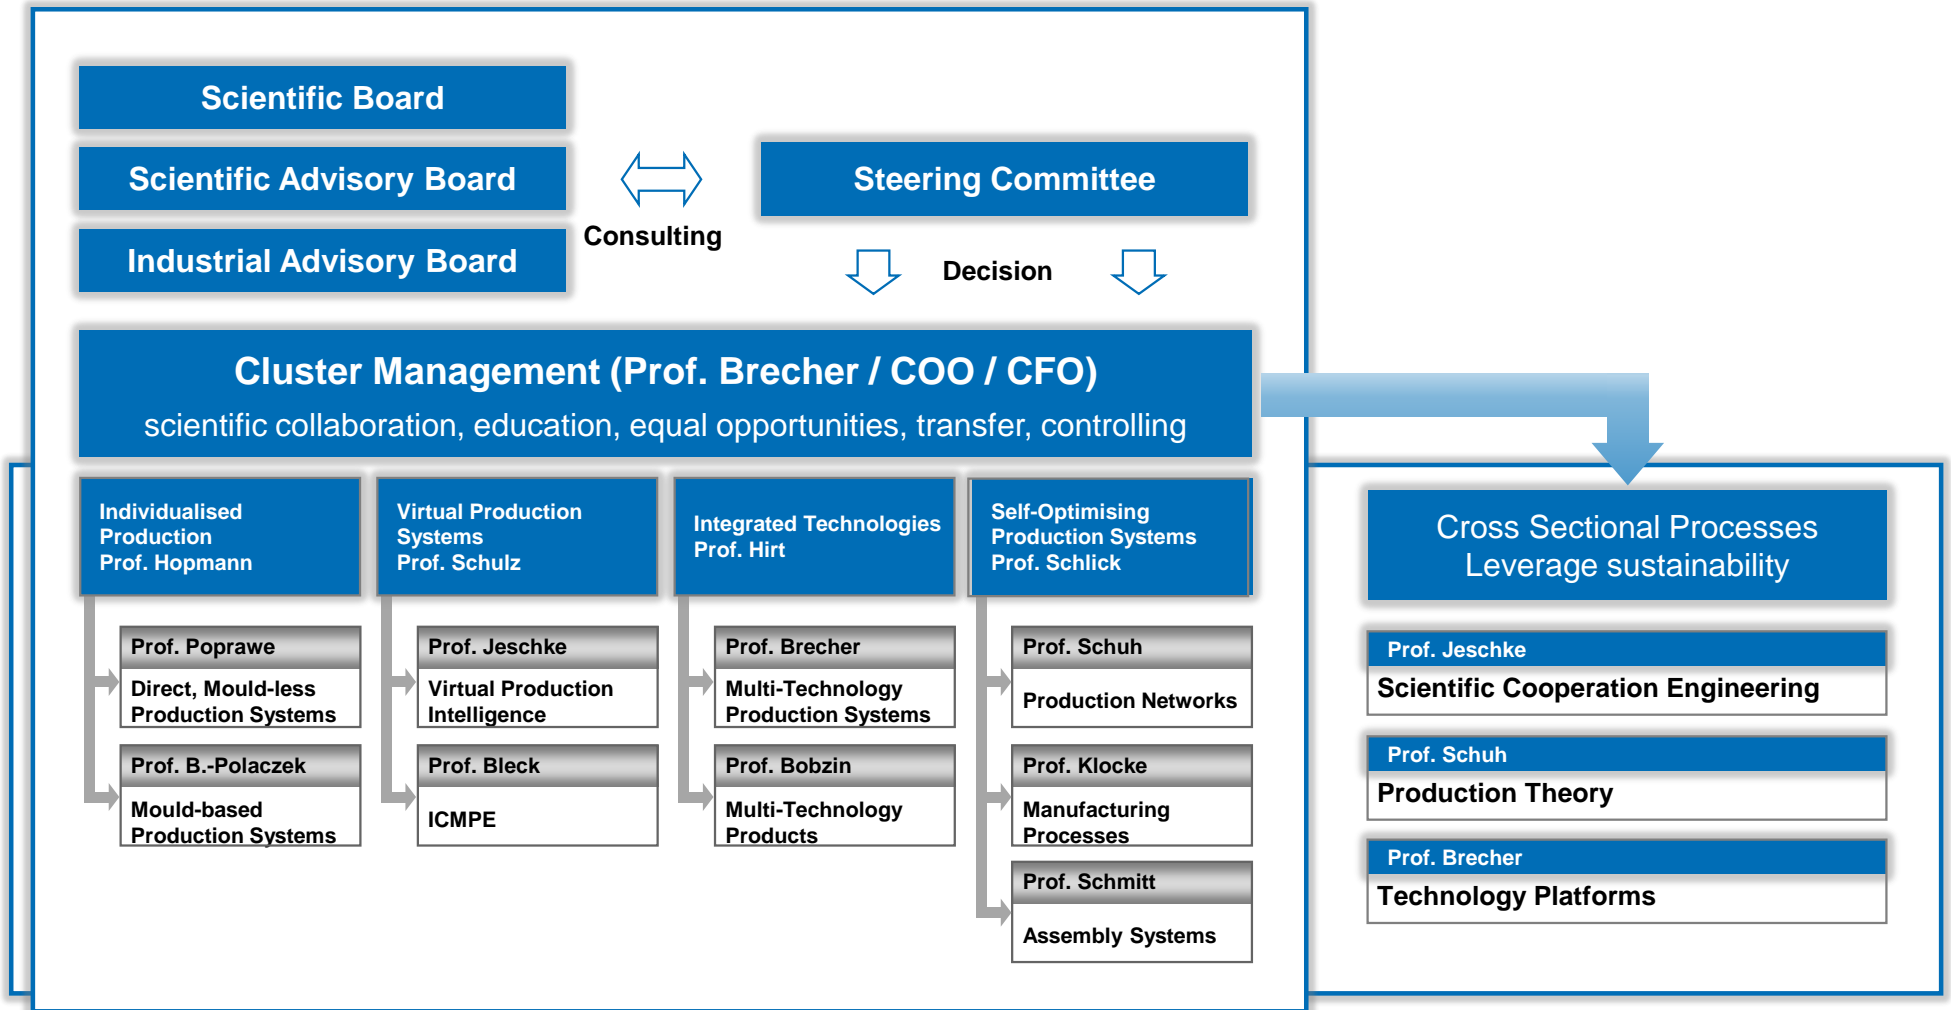 Scientific Board
Scientific Advisory Board
Industrial Advisory Board
Consulting
Steering Committee
Decision
Cluster Management (Prof. Brecher / COO / CFO)
scientific collaboration, education, equal opportunities, transfer, controlling
Individualised
Production
Prof. Hopmann
Prof. Poprawe
Direct, Mould-less
Production Systems
Prof. B.-Polaczek
Mould-based
Production Systems
Virtual Production
Systems
Prof. Schulz
Prof. Jeschke
Virtual Production
Intelligence
Prof. Bleck
ICMPE
Integrated Technologies
Prof. Hirt
Prof. Brecher
Multi-Technology
Production Systems
Prof. Bobzin
Multi-Technology
Products
Self-Optimising
Production Systems
Prof. Schlick
Prof. Schuh
Production Networks
Prof. Klocke
Manufacturing
Processes
Prof. Schmitt
Assembly Systems
Cross Sectional Processes
Leverage sustainability
Prof. Jeschke
Scientific Cooperation Engineering
Prof. Schuh
Production Theory
Prof. Brecher
Technology Platforms